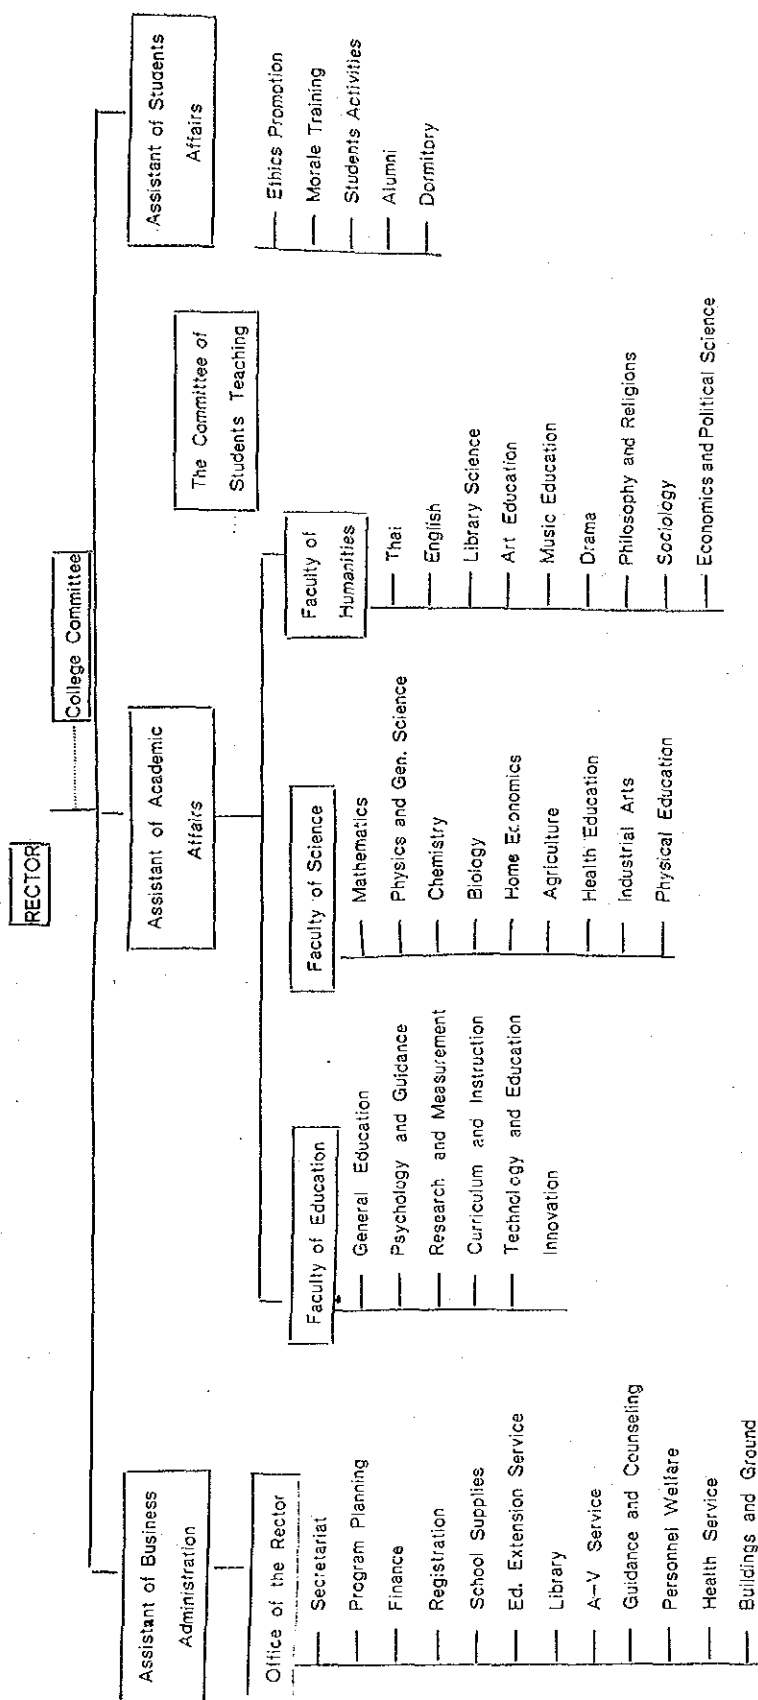 RECTOR
College Committee
Assistant of Business
Administration
Assistant of Academic
Affairs
Assistant of Students
Affairs
Office of the Rector
Secretariat
Program Planning
Finance
Registration
School Supplies
Ed. Extension Service
Library
A-V Service
Guidance and Counseling
Personnel Welfare
Health Service
Buildings and Ground
Faculty of Education
General Education
Psychology and Guidance
Research and Measurement
Curriculum and Instruction
Technology and Education
Innovation
Faculty of Science
Mathematics
Physics and Gen. Science
Chemistry
Biology
Home Economics
Agriculture
Health Education
Industrial Arts
Physical Education
Faculty of
Humanities
Thai
English
Library Science
Art Education
Music Education
Drama
Philosophy and Religions
Sociology
Economics and Political Science
The Committee of
Students Teaching
Ethics Promotion
Morale Training
Students Activities
Alumni
Dormitory